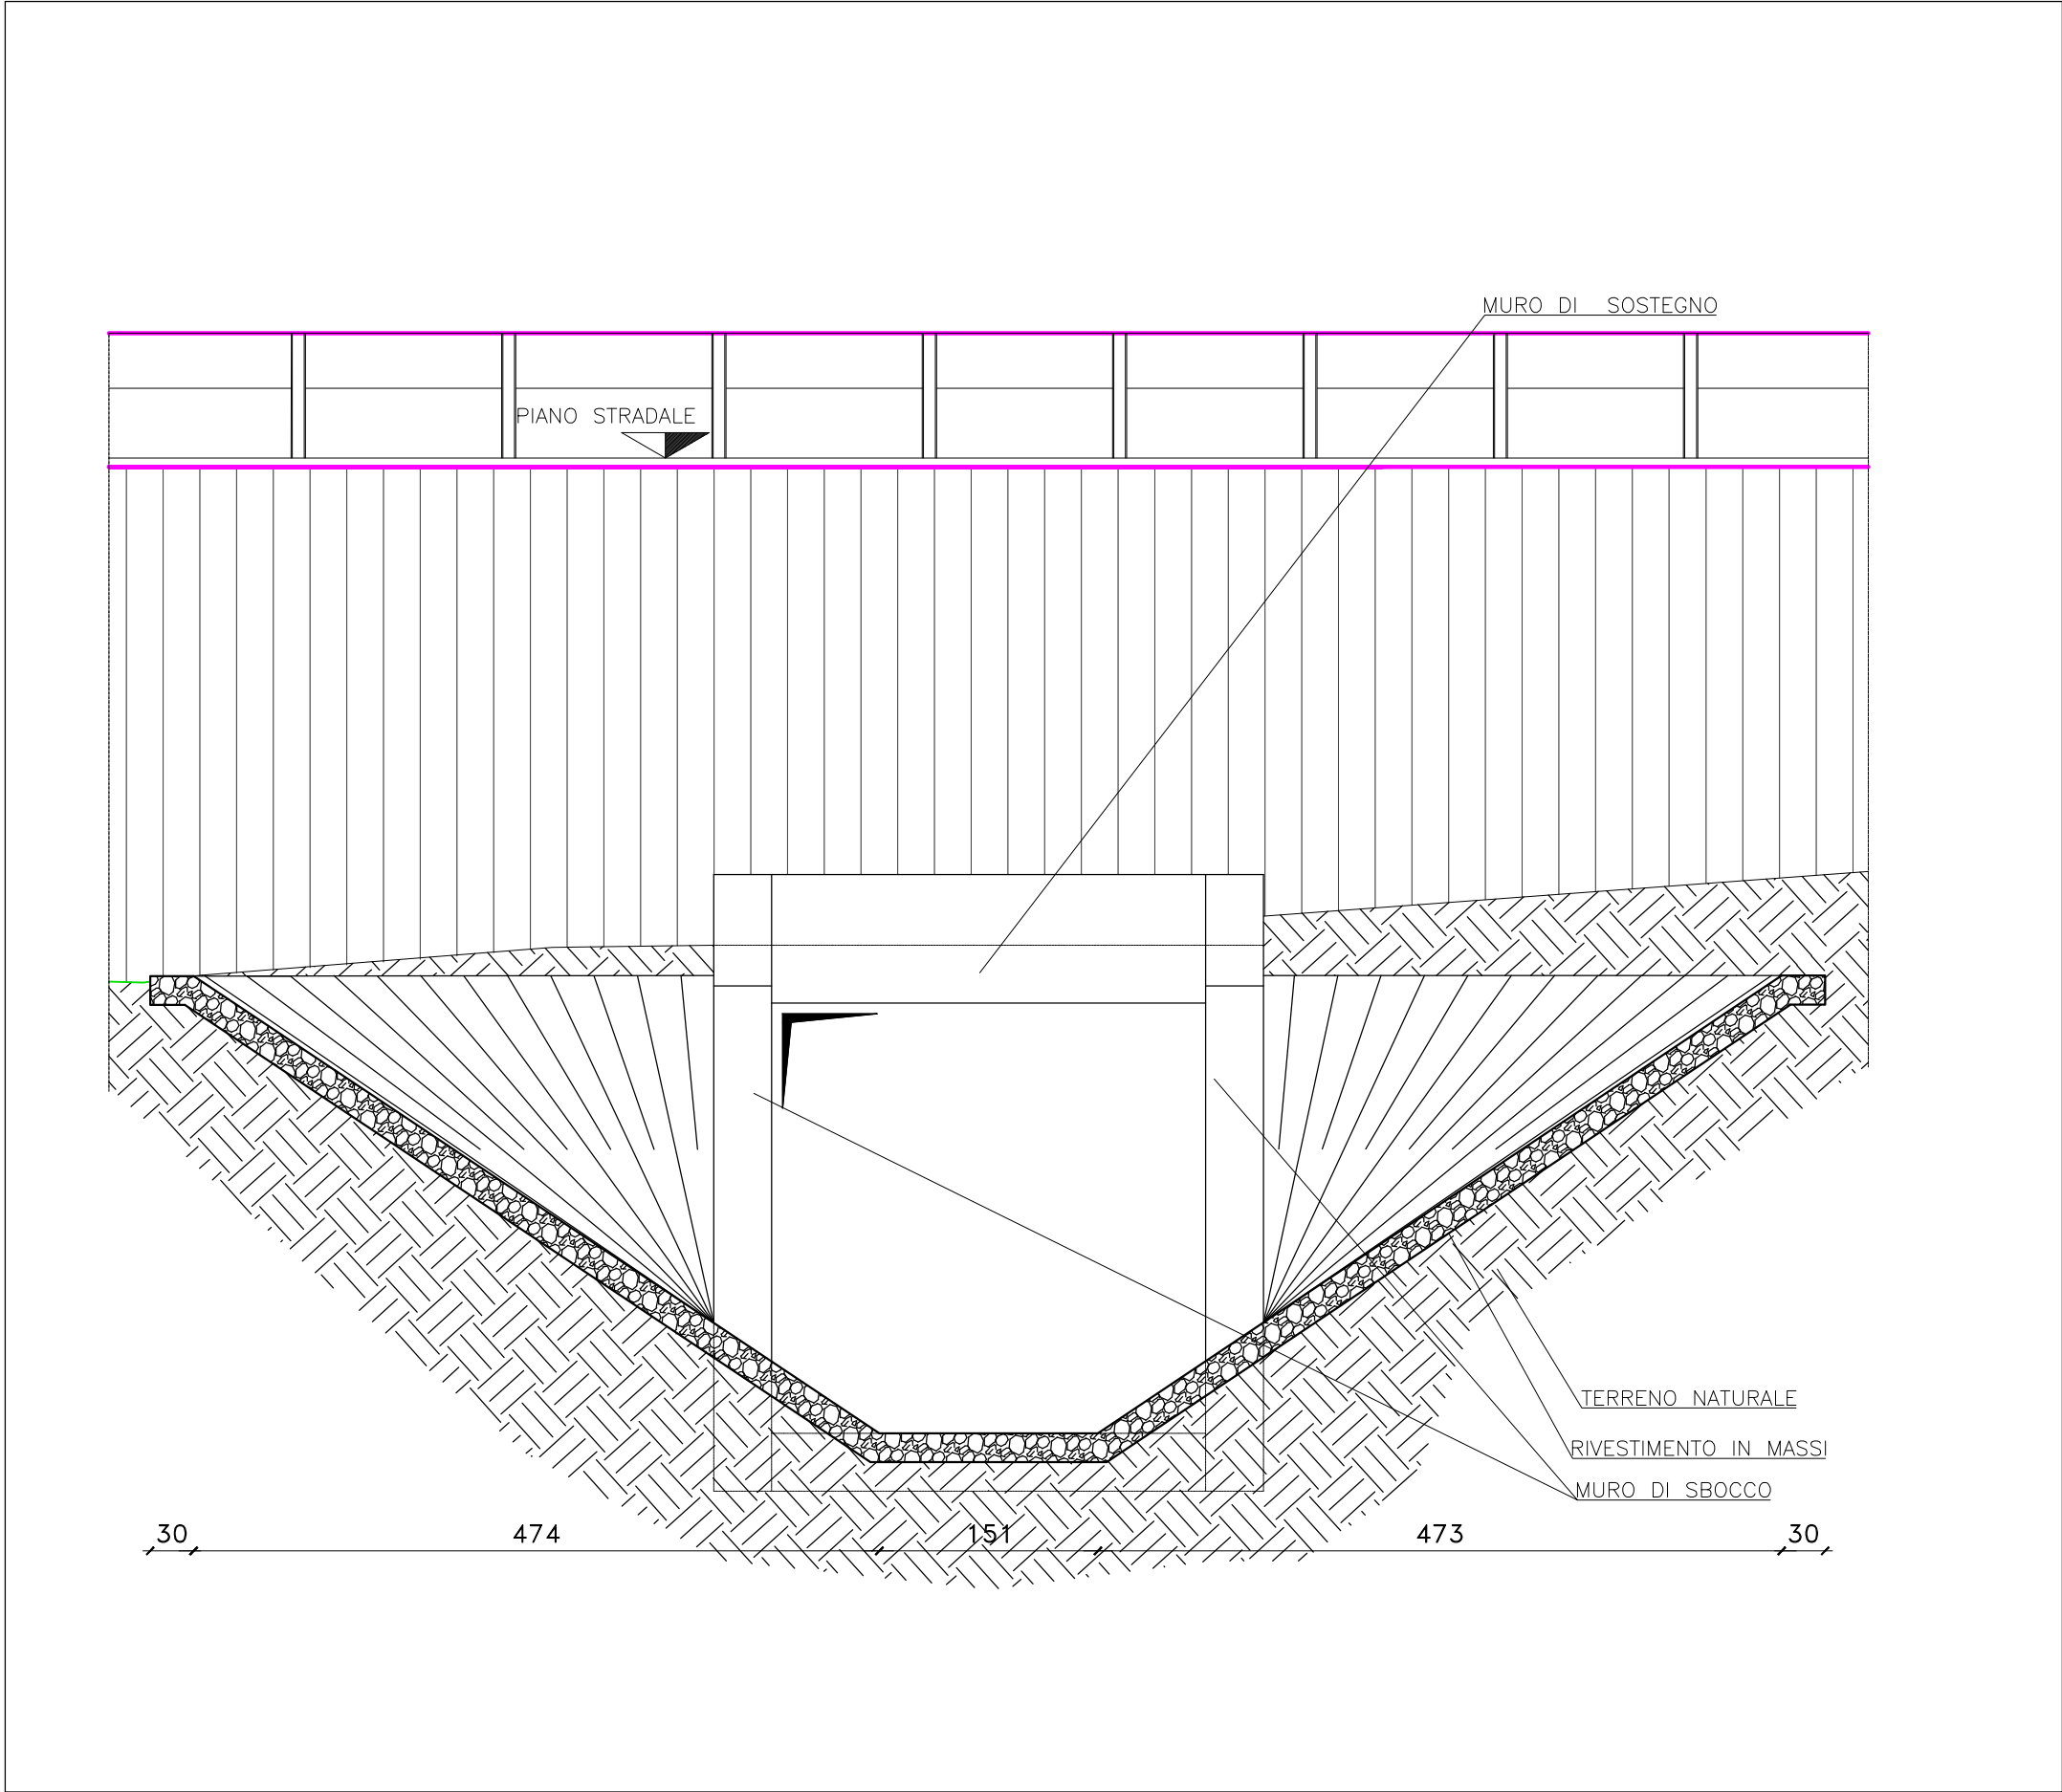 MURO DI SOSTEGNO
PIANO STRADALE
TERRENO NATURALE
RIVESTIMENTO IN MASSI
MURO DI SBOCCO
30 474 151 473 30